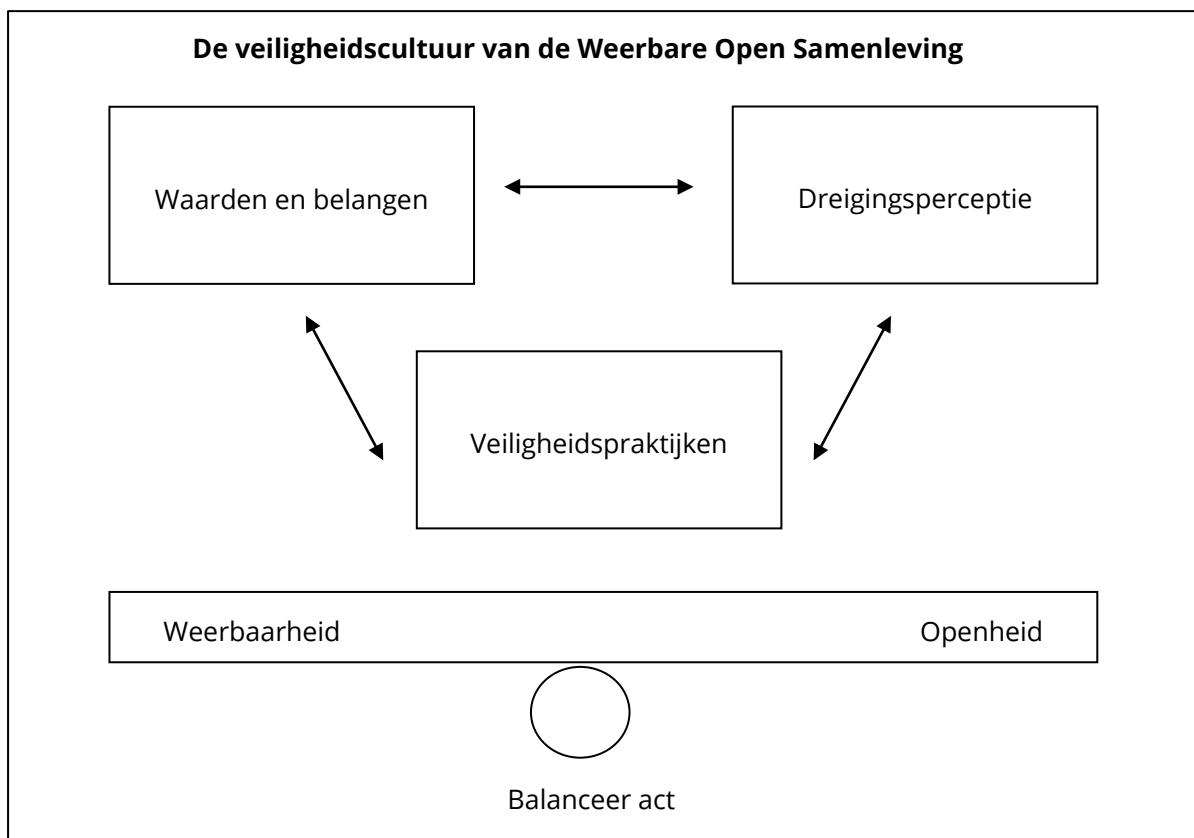 De veiligheidscultuur van de Weerbare Open Samenleving
Waarden en belangen
Dreigingsperceptie
Veiligheidspraktijken
Weerbaarheid
Openheid
Balanceer act